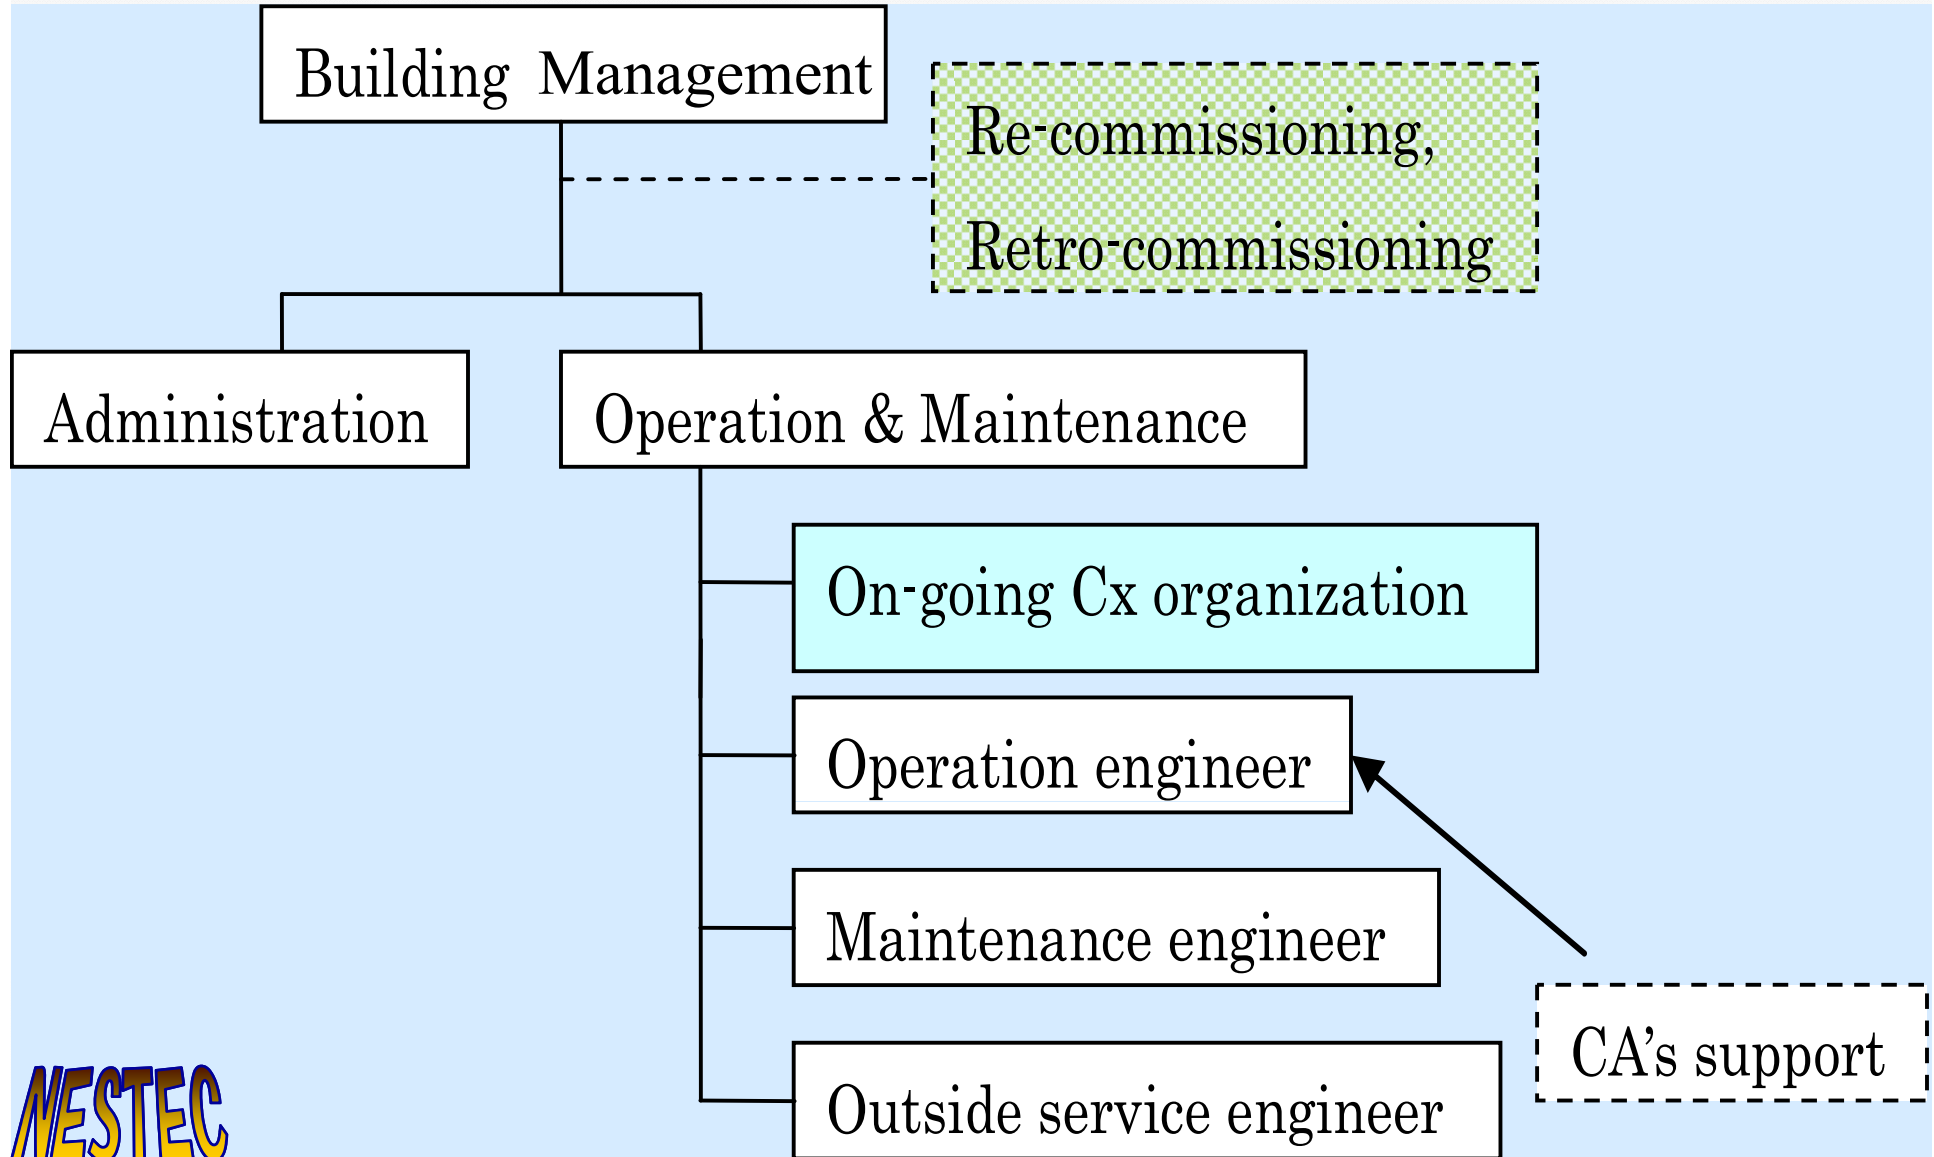 Building Management
Re-commissioning,
Retro-commissioning
Administration
Operation & Maintenance
On-going Cx organization
Operation engineer
Maintenance engineer
CA's support
Outside service engineer
NESTEC